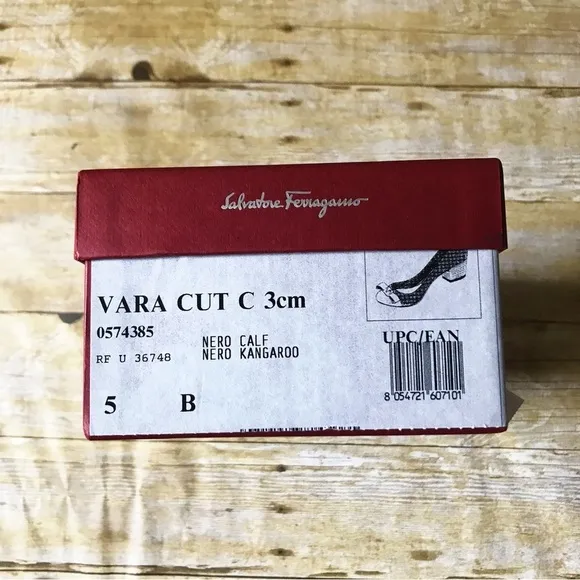 Salvatore Ferragamo
VARA CUT C 3cm
0574385
RF U 36748
NERO CALF
NERO KANGAROO
UPC/EAN
8 054721 607101
5 B